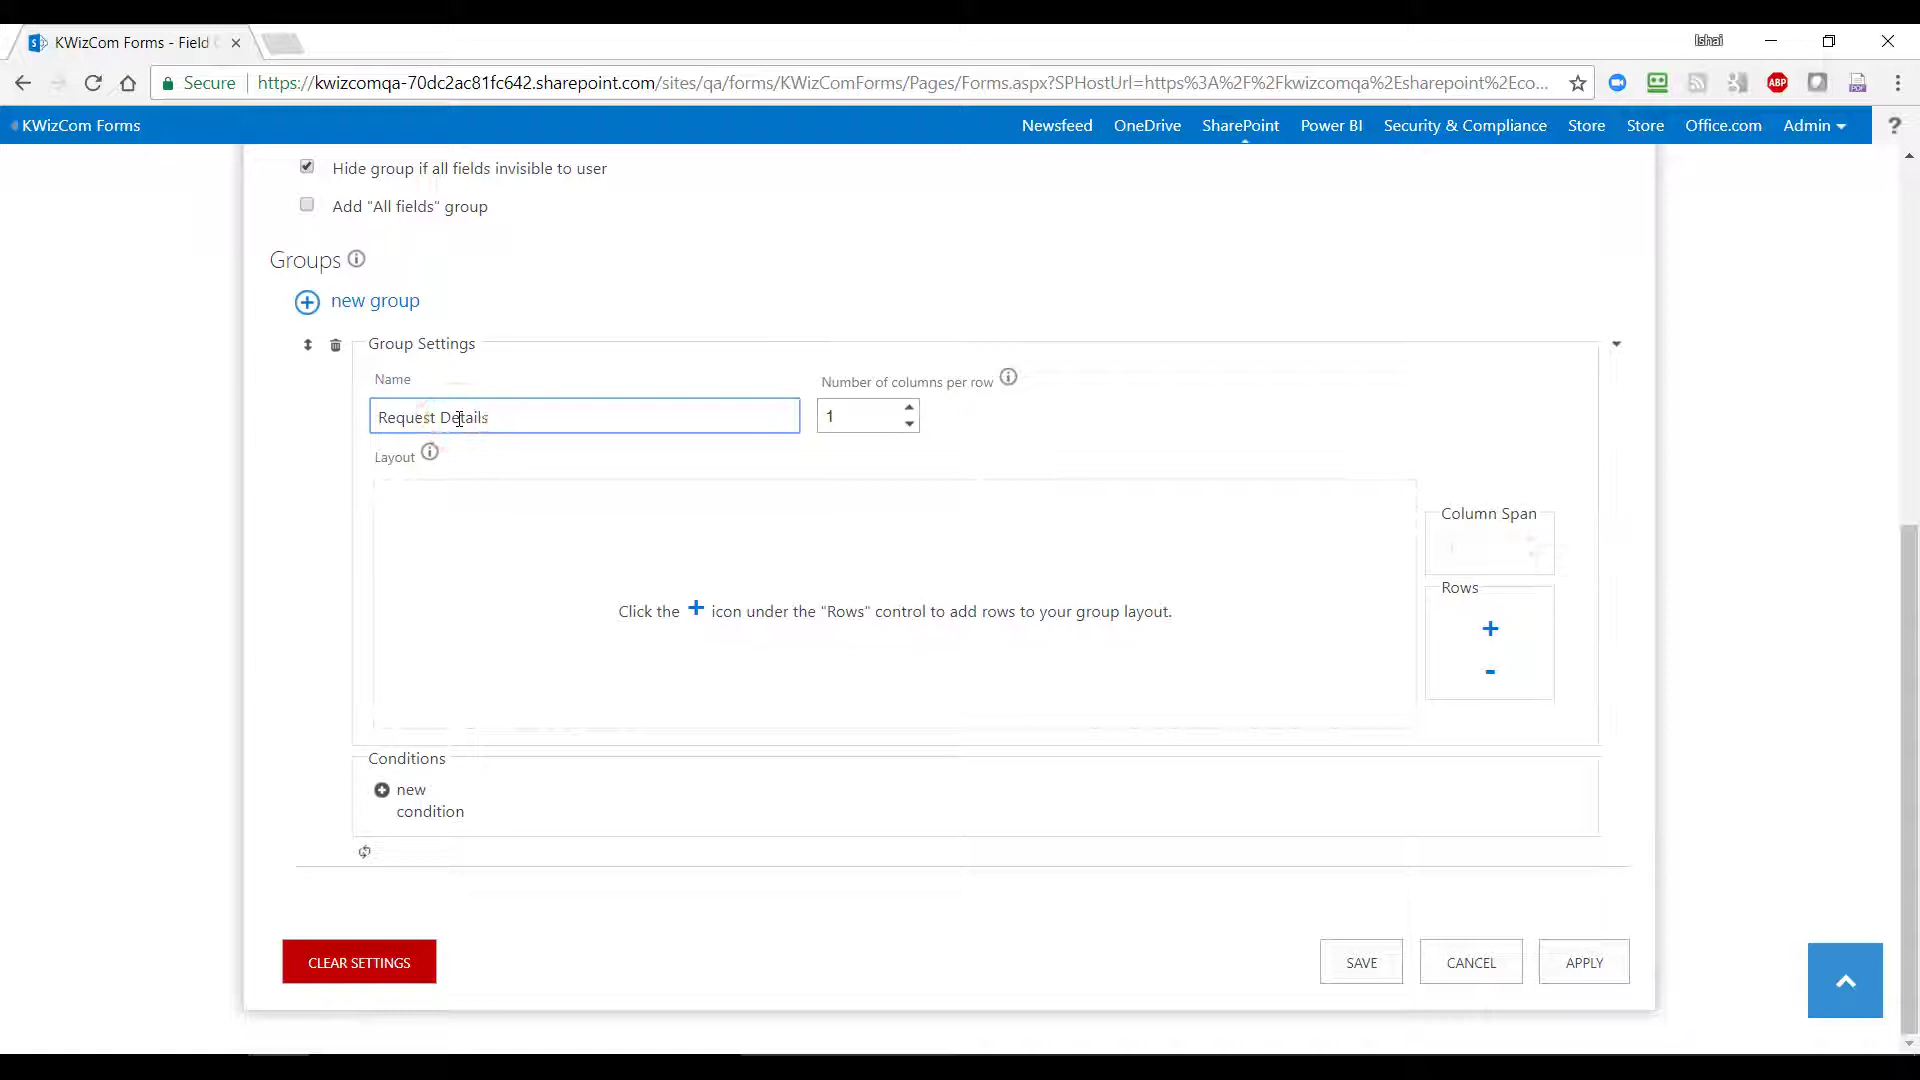 KWizCom Forms - Field
Ishai
Secure https://kwizcomqa-70dc2ac81fc642.sharepoint.com/sites/qa/forms/KWizComForms/Pages/Forms.aspx?SPHostUrl=https%3A%2F%2Fkwizcomqa%2Esharepoint%2Eco...
ABP
PDF
KWizCom Forms Newsfeed OneDrive SharePoint Power BI Security & Compliance Store Store Office.com Admin ?
Hide group if all fields invisible to user
Add "All fields" group
Groups
new group
Group Settings
Name Number of columns per row
Request Details 1
Layout
Column Span
Rows
Click the + icon under the "Rows" control to add rows to your group layout.
+
-
Conditions
new
condition
CLEAR SETTINGS SAVE CANCEL APPLY